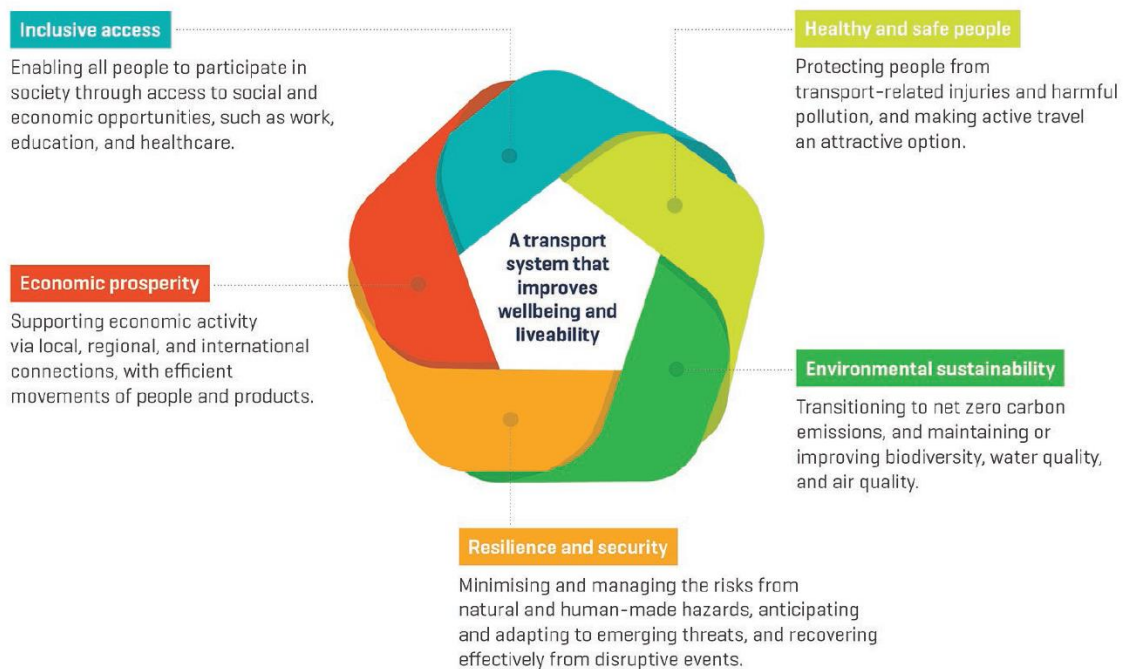 Inclusive access
Enabling all people to participate in
society through access to social and
economic opportunities, such as work,
education, and healthcare.
Healthy and safe people
Protecting people from
transport-related injuries and harmful
pollution, and making active travel
an attractive option.
A transport
system that
improves
wellbeing and
liveability
Economic prosperity
Supporting economic activity
via local, regional, and international
connections, with efficient
movements of people and products.
Environmental sustainability
Transitioning to net zero carbon
emissions, and maintaining or
improving biodiversity, water quality,
and air quality.
Resilience and security
Minimising and managing the risks from
natural and human-made hazards, anticipating
and adapting to emerging threats, and recovering
effectively from disruptive events.